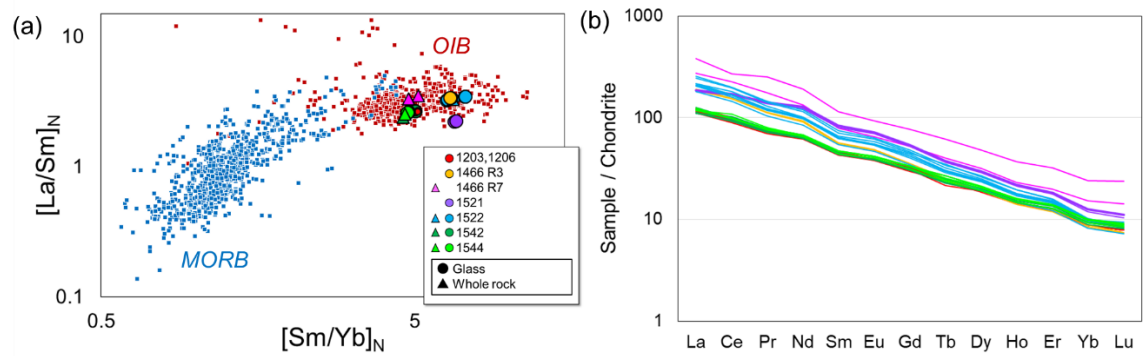 (a)
[La/Sm]N
10
1
0.1
0.5
5
[Sm/Yb]N
OIB
MORB
1203,1206
1466 R3
1466 R7
1521
1522
1542
1544
Glass
Whole rock
(b)
Sample / Chondrite
1000
100
10
1
La Ce Pr Nd Sm Eu Gd Tb Dy Ho Er Yb Lu